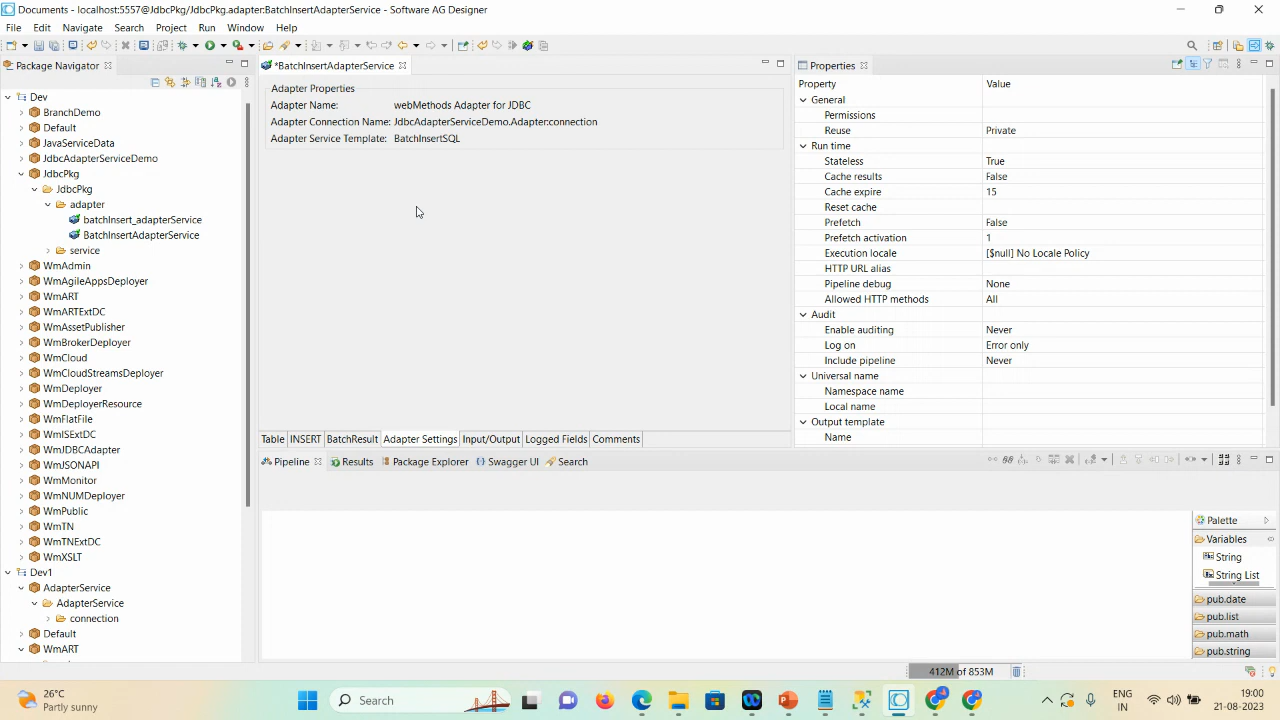 Documents - localhost:5557@JdbcPkg/JdbcPkg.adapter:BatchInsertAdapterService - Software AG Designer
File Edit Navigate Search Project Run Window Help
Package Navigator
Dev
BranchDemo
Default
JavaServiceData
JdbcAdapterServiceDemo
JdbcPkg
JdbcPkg
adapter
batchInsert_adapterService
BatchInsertAdapterService
service
WmAdmin
WmAgileAppsDeployer
WmART
WmARTExtDC
WmAssetPublisher
WmBrokerDeployer
WmCloud
WmCloudStreamsDeployer
WmDeployer
WmDeployerResource
WmFlatFile
WmISExtDC
WmJDBCAdapter
WmJSONAPI
WmMonitor
WmNUMDeployer
WmPublic
WmTN
WmTNExtDC
WmXSLT
Dev1
AdapterService
AdapterService
connection
Default
WmART
*BatchInsertAdapterService
Adapter Properties
Adapter Name: webMethods Adapter for JDBC
Adapter Connection Name: JdbcAdapterServiceDemo.Adapter:connection
Adapter Service Template: BatchInsertSQL
Table INSERT BatchResult Adapter Settings Input/Output Logged Fields Comments
Properties
Property Value
General
Permissions
Reuse Private
Run time
Stateless True
Cache results False
Cache expire 15
Reset cache
Prefetch False
Prefetch activation 1
Execution locale [$null] No Locale Policy
HTTP URL alias
Pipeline debug None
Allowed HTTP methods All
Audit
Enable auditing Never
Log on Error only
Include pipeline Never
Universal name
Namespace name
Local name
Output template
Name
Pipeline Results Package Explorer Swagger UI Search
Palette
Variables
String
String List
pub.date
pub.list
pub.math
pub.string
412M of 853M
26°C
Partly sunny
Search
ENG
IN
19:08
21-08-2023